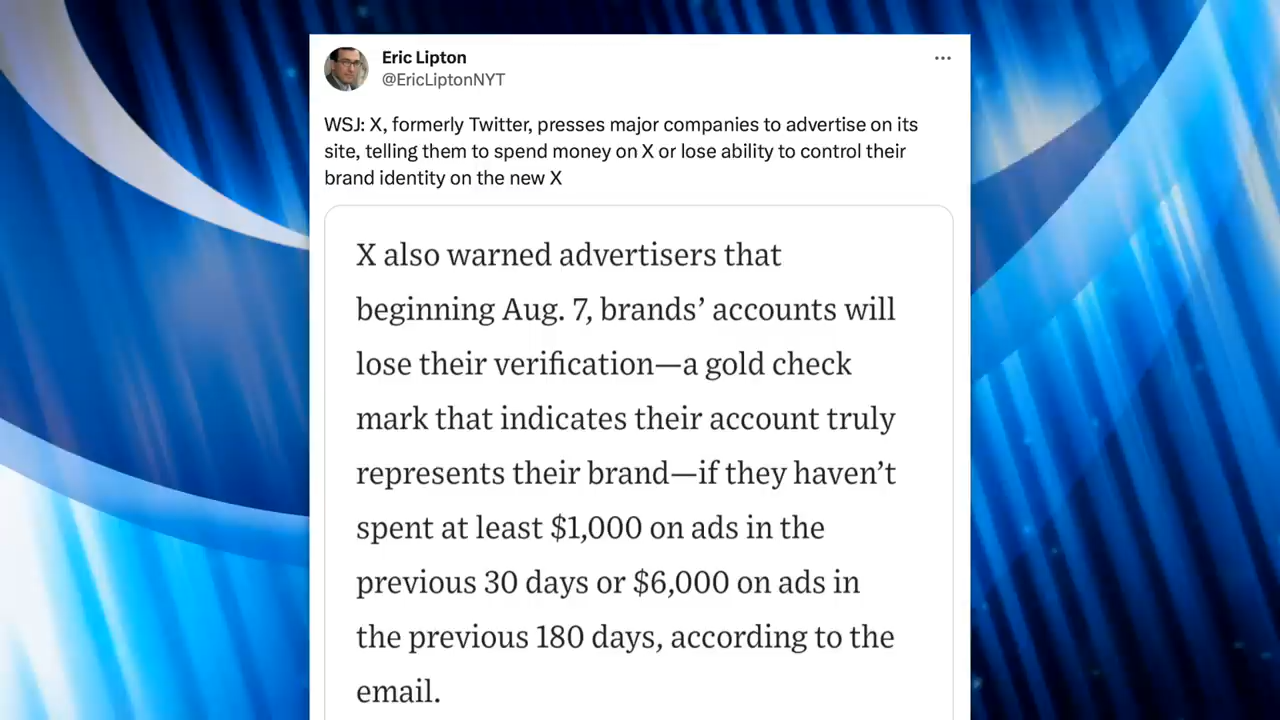 Eric Lipton
@EricLiptonNYT
WSJ: X, formerly Twitter, presses major companies to advertise on its
site, telling them to spend money on X or lose ability to control their
brand identity on the new X
X also warned advertisers that
beginning Aug. 7, brands’ accounts will
lose their verification—a gold check
mark that indicates their account truly
represents their brand—if they haven’t
spent at least $1,000 on ads in the
previous 30 days or $6,000 on ads in
the previous 180 days, according to the
email.